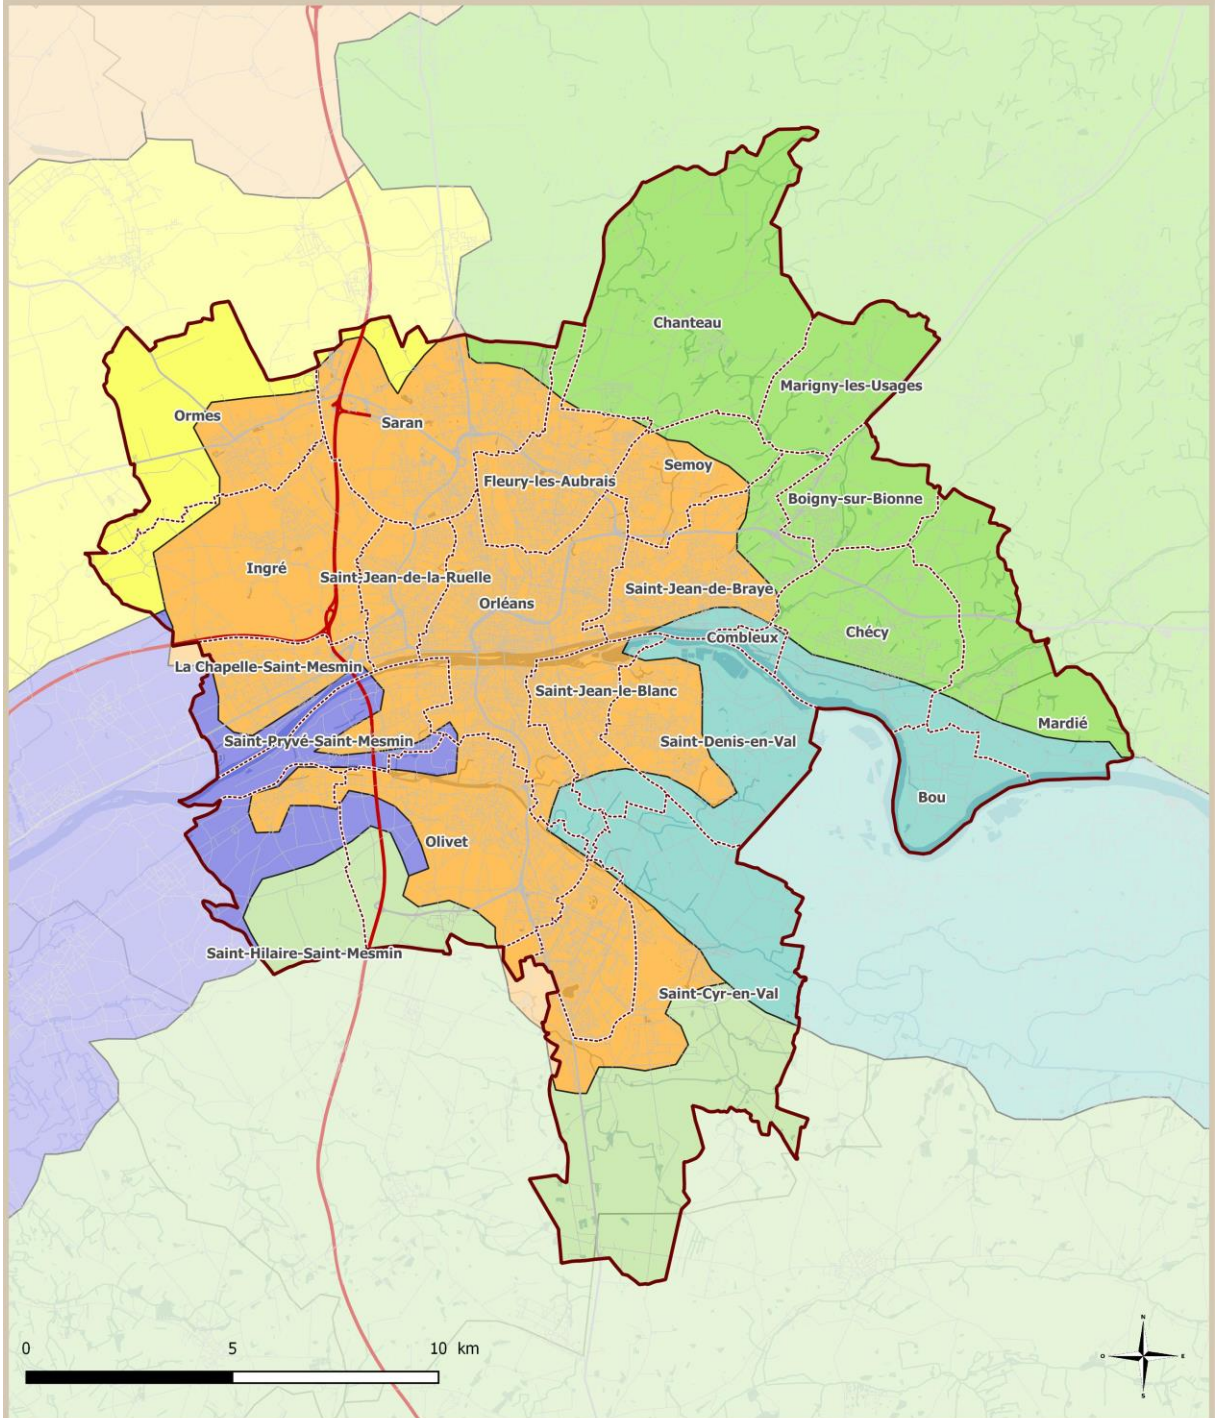 Chanteau
Marigny-les-Usages
Ormes
Saran
Semoy
Fleury-les-Aubrais
Boigny-sur-Bionne
Ingré
Saint-Jean-de-la-Ruelle
Saint-Jean-de-Braye
Orléans
Chécy
Combleux
La Chapelle-Saint-Mesmin
Saint-Jean-le-Blanc
Mardié
Saint-Pryvé-Saint-Mesmin
Saint-Denis-en-Val
Bou
Olivet
Saint-Hilaire-Saint-Mesmin
Saint-Cyr-en-Val
N
O
E
S
0 5 10 km